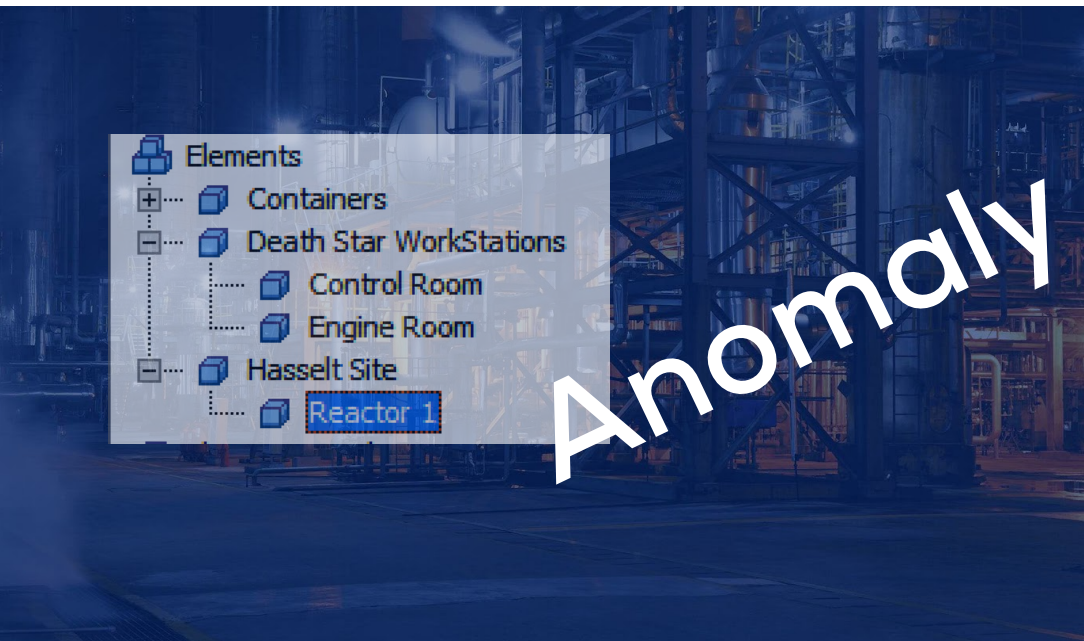 Elements
Containers
Death Star WorkStations
Control Room
Engine Room
Hasselt Site
Reactor 1
Anomaly